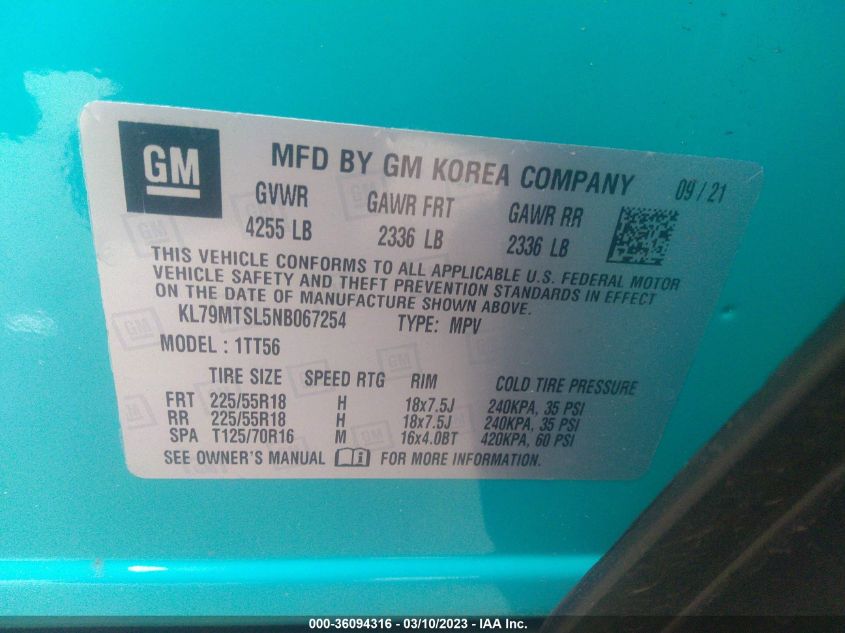 GM
MFD BY GM KOREA COMPANY 09/21
GVWR GAWR FRT GAWR RR
4255 LB 2336 LB 2336 LB
THIS VEHICLE CONFORMS TO ALL APPLICABLE U.S. FEDERAL MOTOR
VEHICLE SAFETY AND THEFT PREVENTION STANDARDS IN EFFECT
ON THE DATE OF MANUFACTURE SHOWN ABOVE.
KL79MTSL5NB067254 TYPE: MPV
MODEL : 1TT56
TIRE SIZE SPEED RTG RIM COLD TIRE PRESSURE
FRT 225/55R18 H 18x7.5J 240KPA, 35 PSI
RR 225/55R18 H 18x7.5J 240KPA, 35 PSI
SPA T125/70R16 M 16x4.0BT 420KPA, 60 PSI
SEE OWNER'S MANUAL FOR MORE INFORMATION.
000-36094316 - 03/10/2023 - IAA Inc.